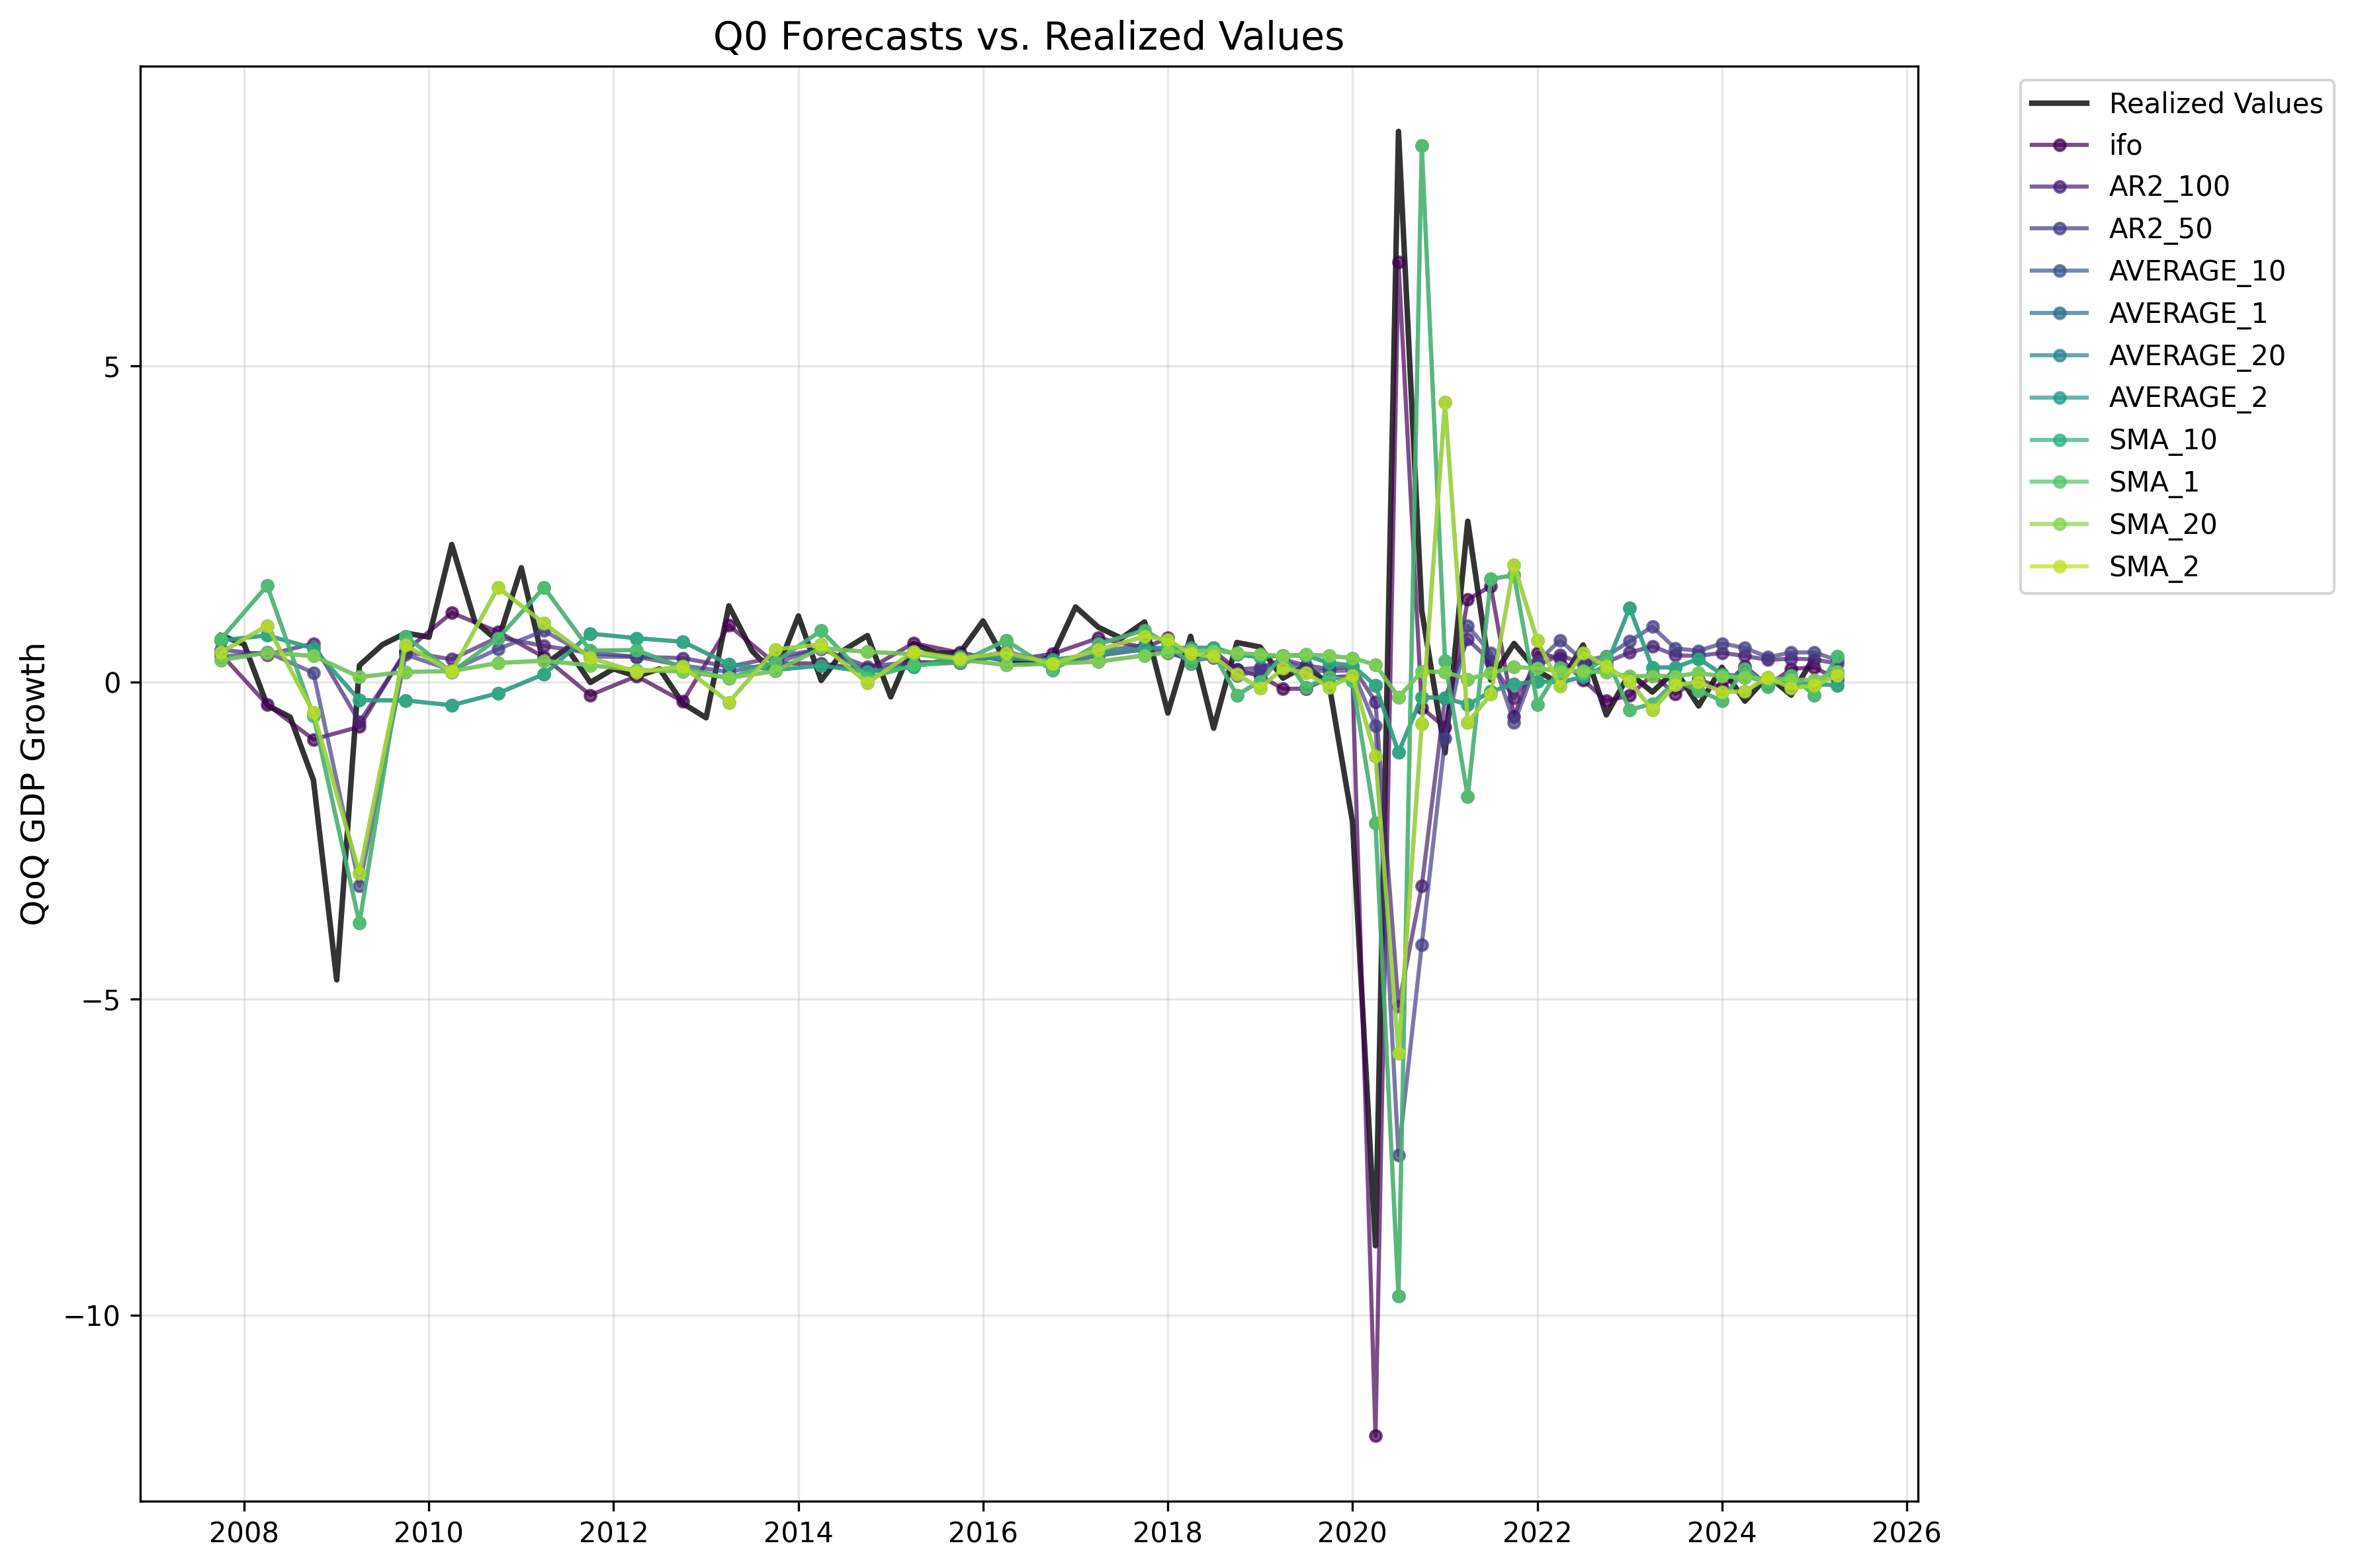 Q0 Forecasts vs. Realized Values
QoQ GDP Growth
5
0
−5
−10
2008
2010
2012
2014
2016
2018
2020
2022
2024
2026
Realized Values
ifo
AR2_100
AR2_50
AVERAGE_10
AVERAGE_1
AVERAGE_20
AVERAGE_2
SMA_10
SMA_1
SMA_20
SMA_2